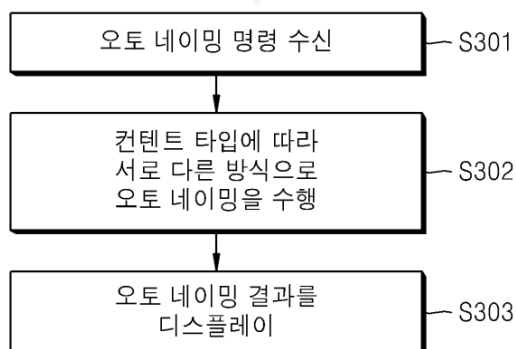 오토 네이밍 명령 수신
S301
컨텐트 타입에 따라
서로 다른 방식으로
오토 네이밍을 수행
S302
오토 네이밍 결과를
디스플레이
S303